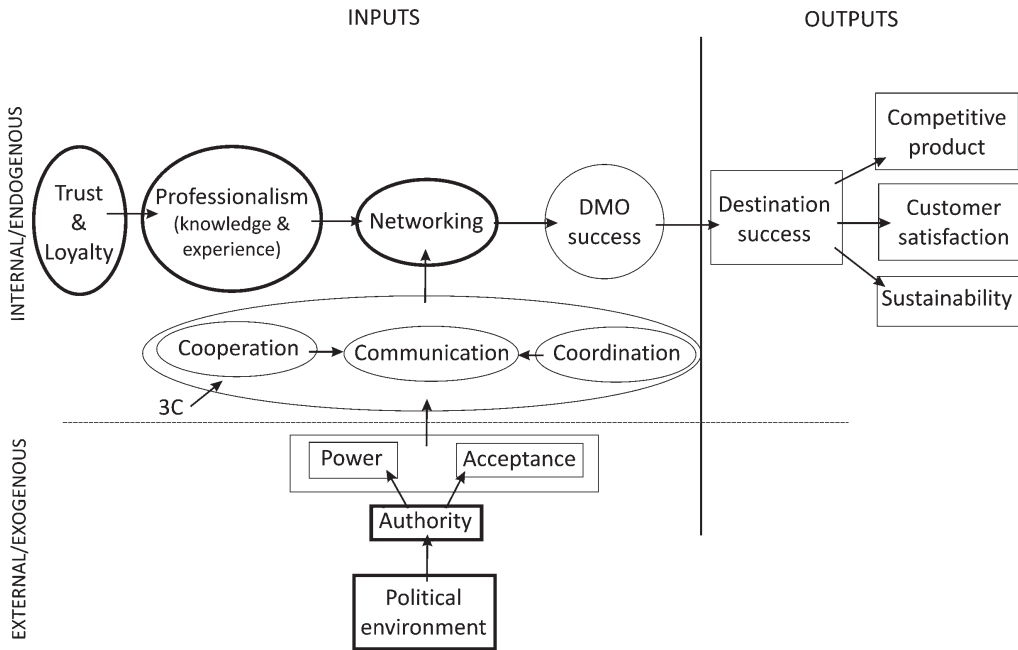 INPUTS
OUTPUTS
INTERNAL/ENDOGENOUS
Trust
&
Loyalty
Professionalism
(knowledge &
experience)
Networking
DMO
success
Destination
success
Competitive
product
Customer
satisfaction
Sustainability
Cooperation
Communication
Coordination
3C
EXTERNAL/EXOGENOUS
Power
Acceptance
Authority
Political
environment